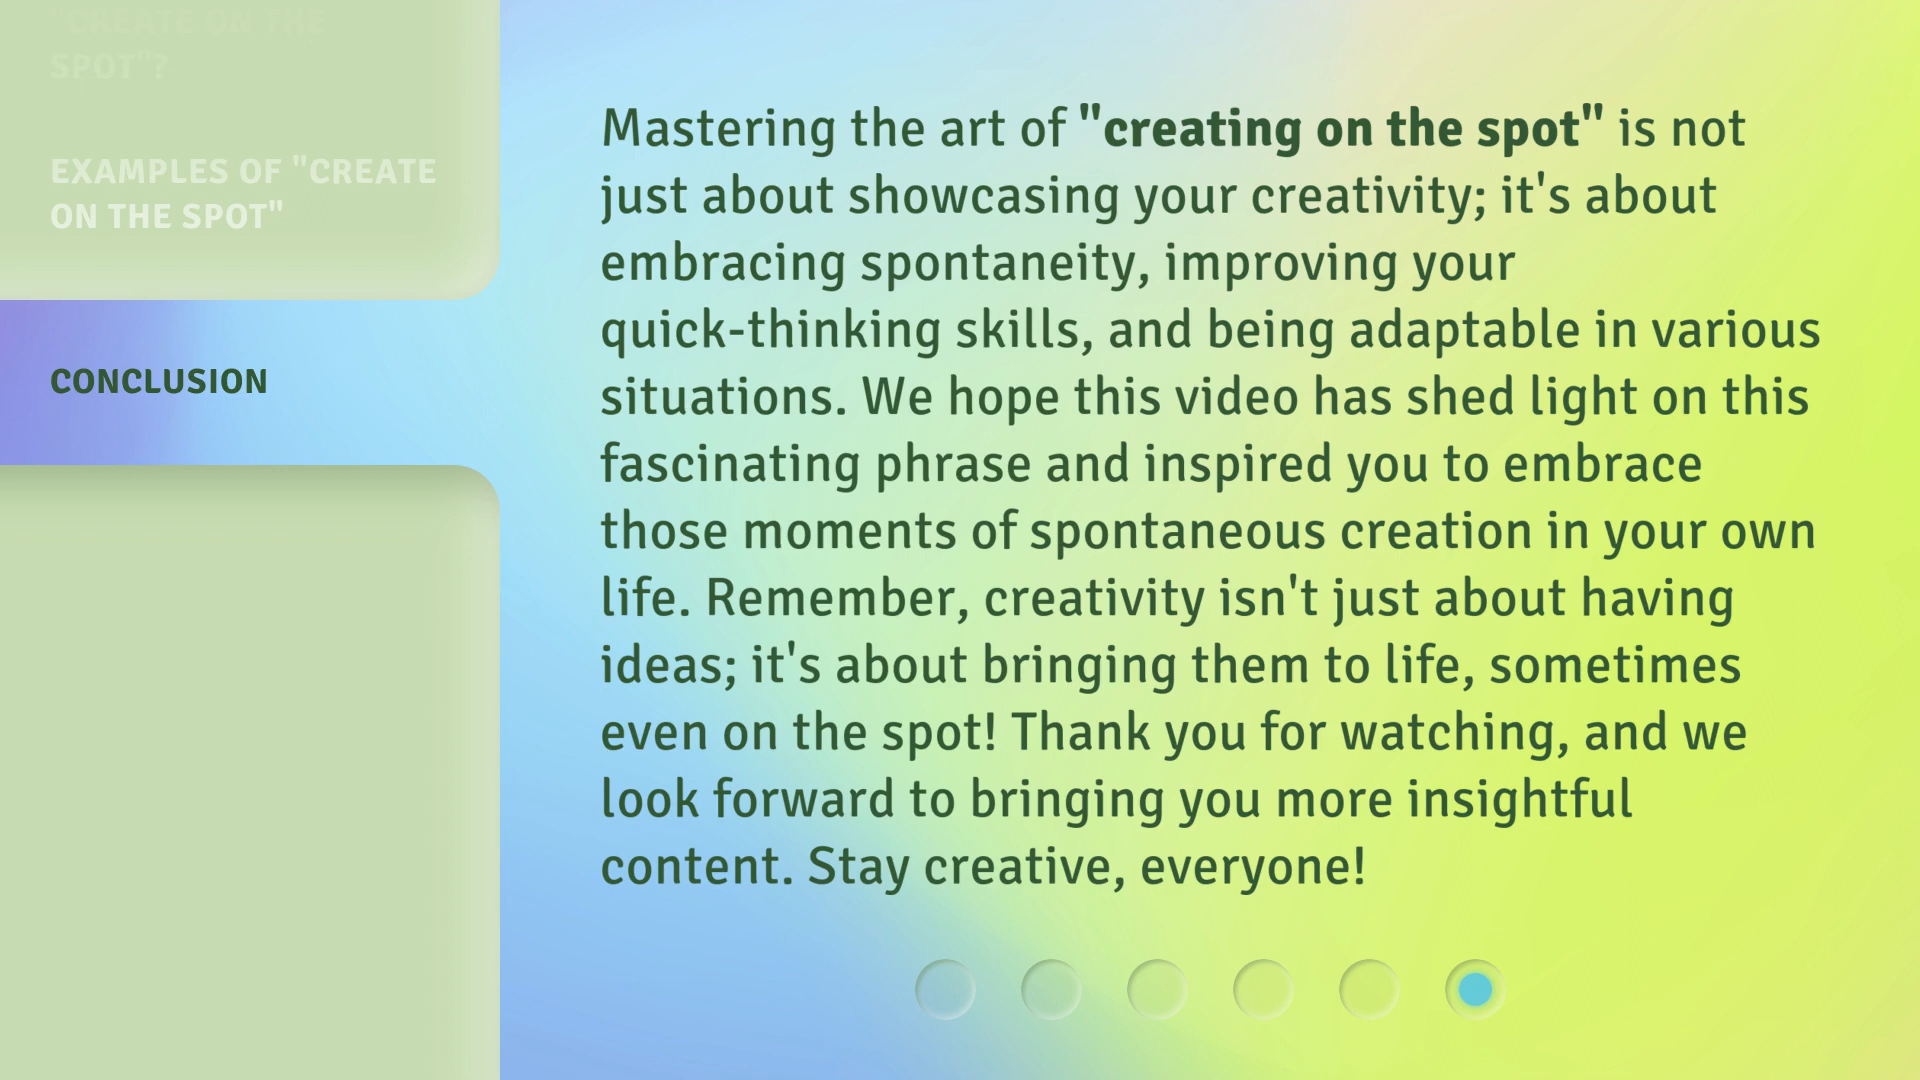 "CREATE ON THE
SPOT"?
EXAMPLES OF "CREATE
ON THE SPOT"
CONCLUSION
Mastering the art of "creating on the spot" is not
just about showcasing your creativity; it's about
embracing spontaneity, improving your
quick-thinking skills, and being adaptable in various
situations. We hope this video has shed light on this
fascinating phrase and inspired you to embrace
those moments of spontaneous creation in your own
life. Remember, creativity isn't just about having
ideas; it's about bringing them to life, sometimes
even on the spot! Thank you for watching, and we
look forward to bringing you more insightful
content. Stay creative, everyone!